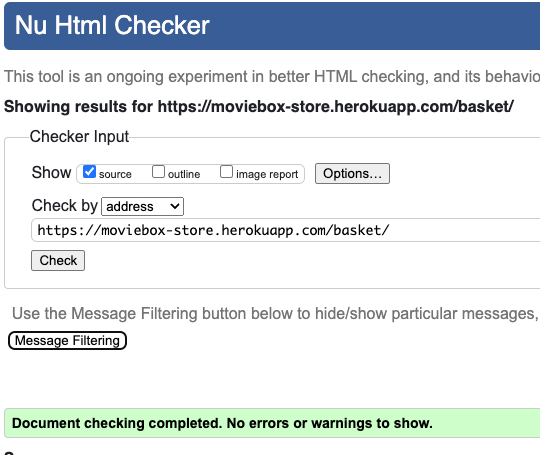 Nu Html Checker
This tool is an ongoing experiment in better HTML checking, and its behavio
Showing results for https://moviebox-store.herokuapp.com/basket/
Checker Input
Show source outline image report Options...
Check by address
https://moviebox-store.herokuapp.com/basket/
Check
Use the Message Filtering button below to hide/show particular messages,
Message Filtering
Document checking completed. No errors or warnings to show.